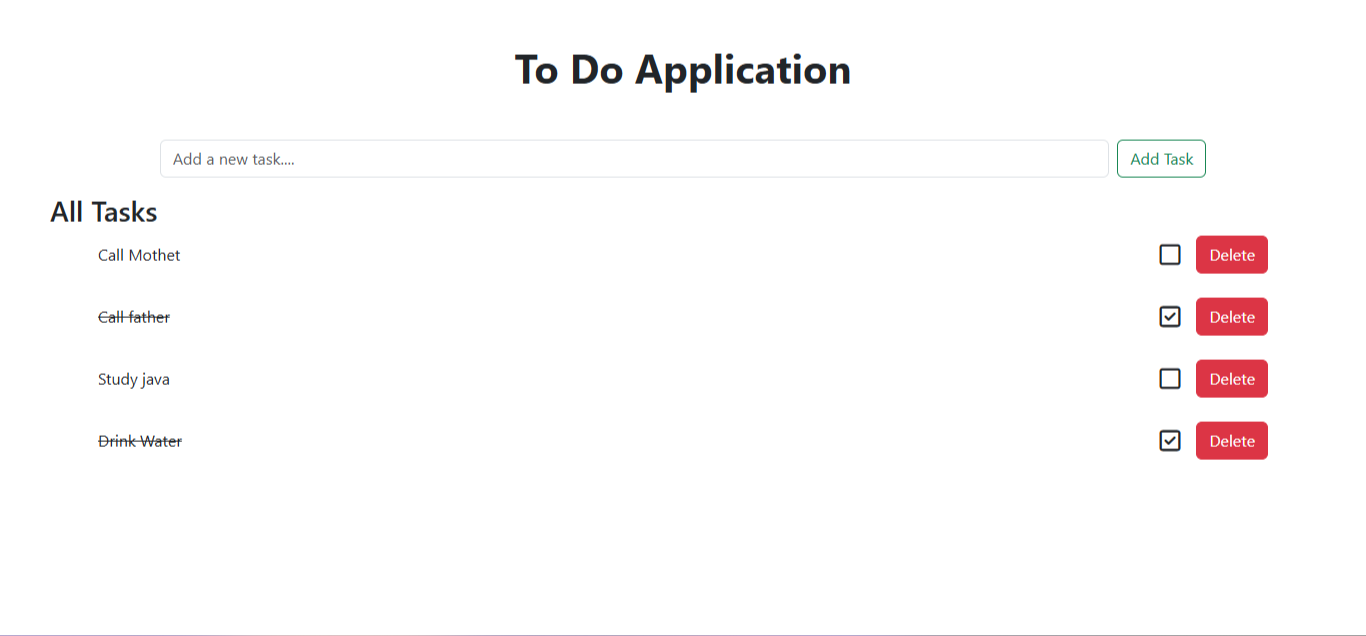 To Do Application
Add a new task....
Add Task
All Tasks
Call Mothet
Delete
Call father
Delete
Study java
Delete
Drink Water
Delete